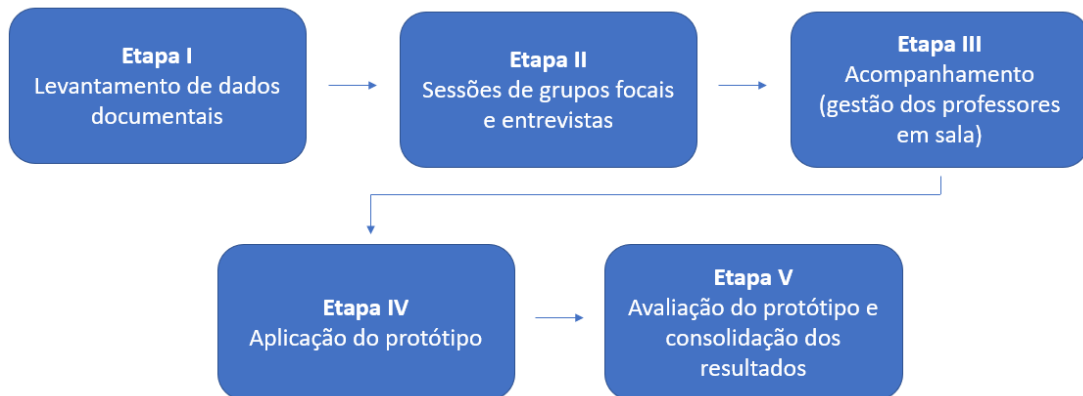 Etapa I
Levantamento de dados
documentais
Etapa II
Sessões de grupos focais
e entrevistas
Etapa III
Acompanhamento
(gestão dos professores
em sala)
Etapa IV
Aplicação do protótipo
Etapa V
Avaliação do protótipo e
consolidação dos
resultados